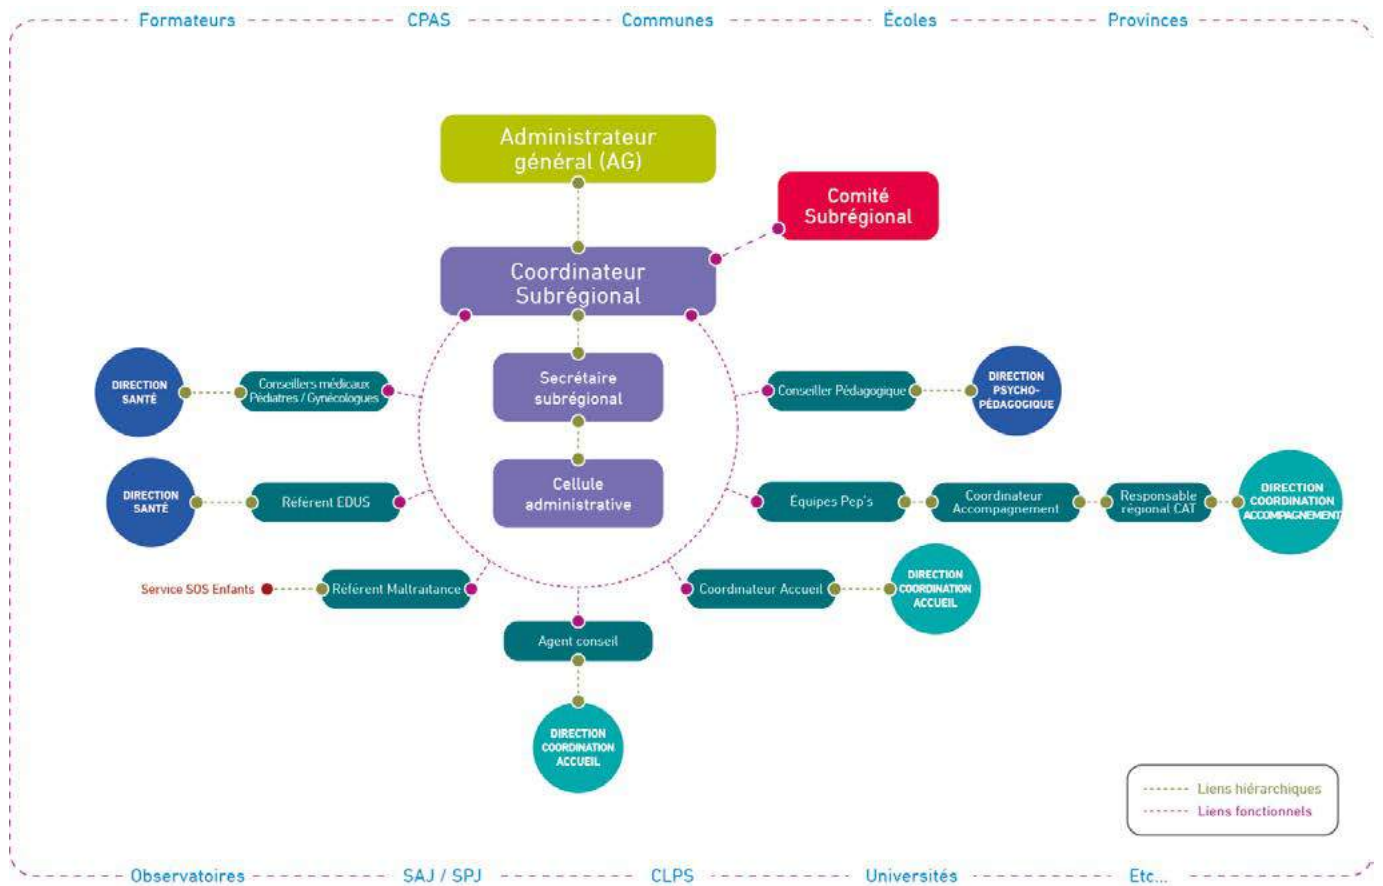 Formateurs
CPAS
Communes
Écoles
Provinces
Administrateur
général (AG)
Comité
Subrégional
Coordinateur
Subrégional
DIRECTION
SANTÉ
Conseillers médicaux
Pédiatres / Gynécologues
Secrétaire
subrégional
Conseiller Pédagogique
DIRECTION
PSYCHO-
PÉDAGOGIQUE
DIRECTION
SANTÉ
Référent EDUS
Cellule
administrative
Équipes Pep's
Coordinateur
Accompagnement
Responsable
régional CAT
DIRECTION
COORDINATION
ACCOMPAGNEMENT
Service SOS Enfants
Référent Maltraitance
Coordinateur Accueil
DIRECTION
COORDINATION
ACCUEIL
Agent conseil
DIRECTION
COORDINATION
ACCUEIL
Liens hiérarchiques
Liens fonctionnels
Observatoires
SAJ / SPJ
CLPS
Universités
Etc...